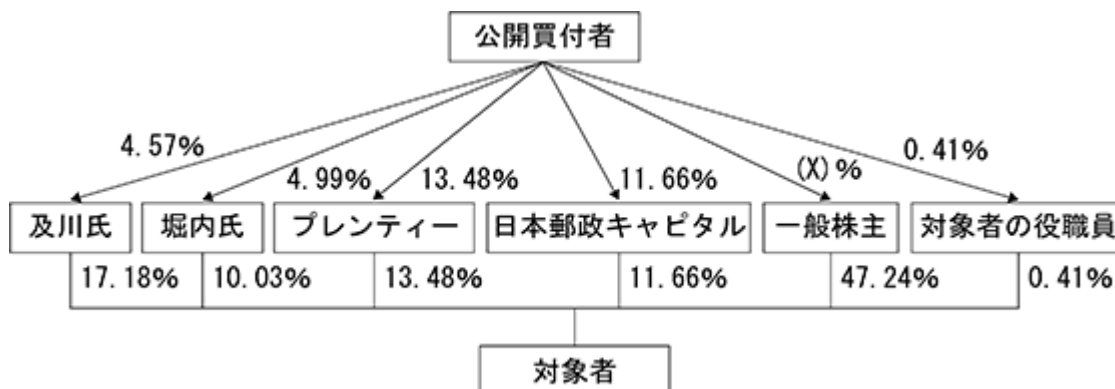 公開買付者
4.57%
4.99%
13.48%
11.66%
(X)%
0.41%
及川氏
堀内氏
プレンティー
日本郵政キャピタル
一般株主
対象者の役職員
17.18%
10.03%
13.48%
11.66%
47.24%
0.41%
対象者